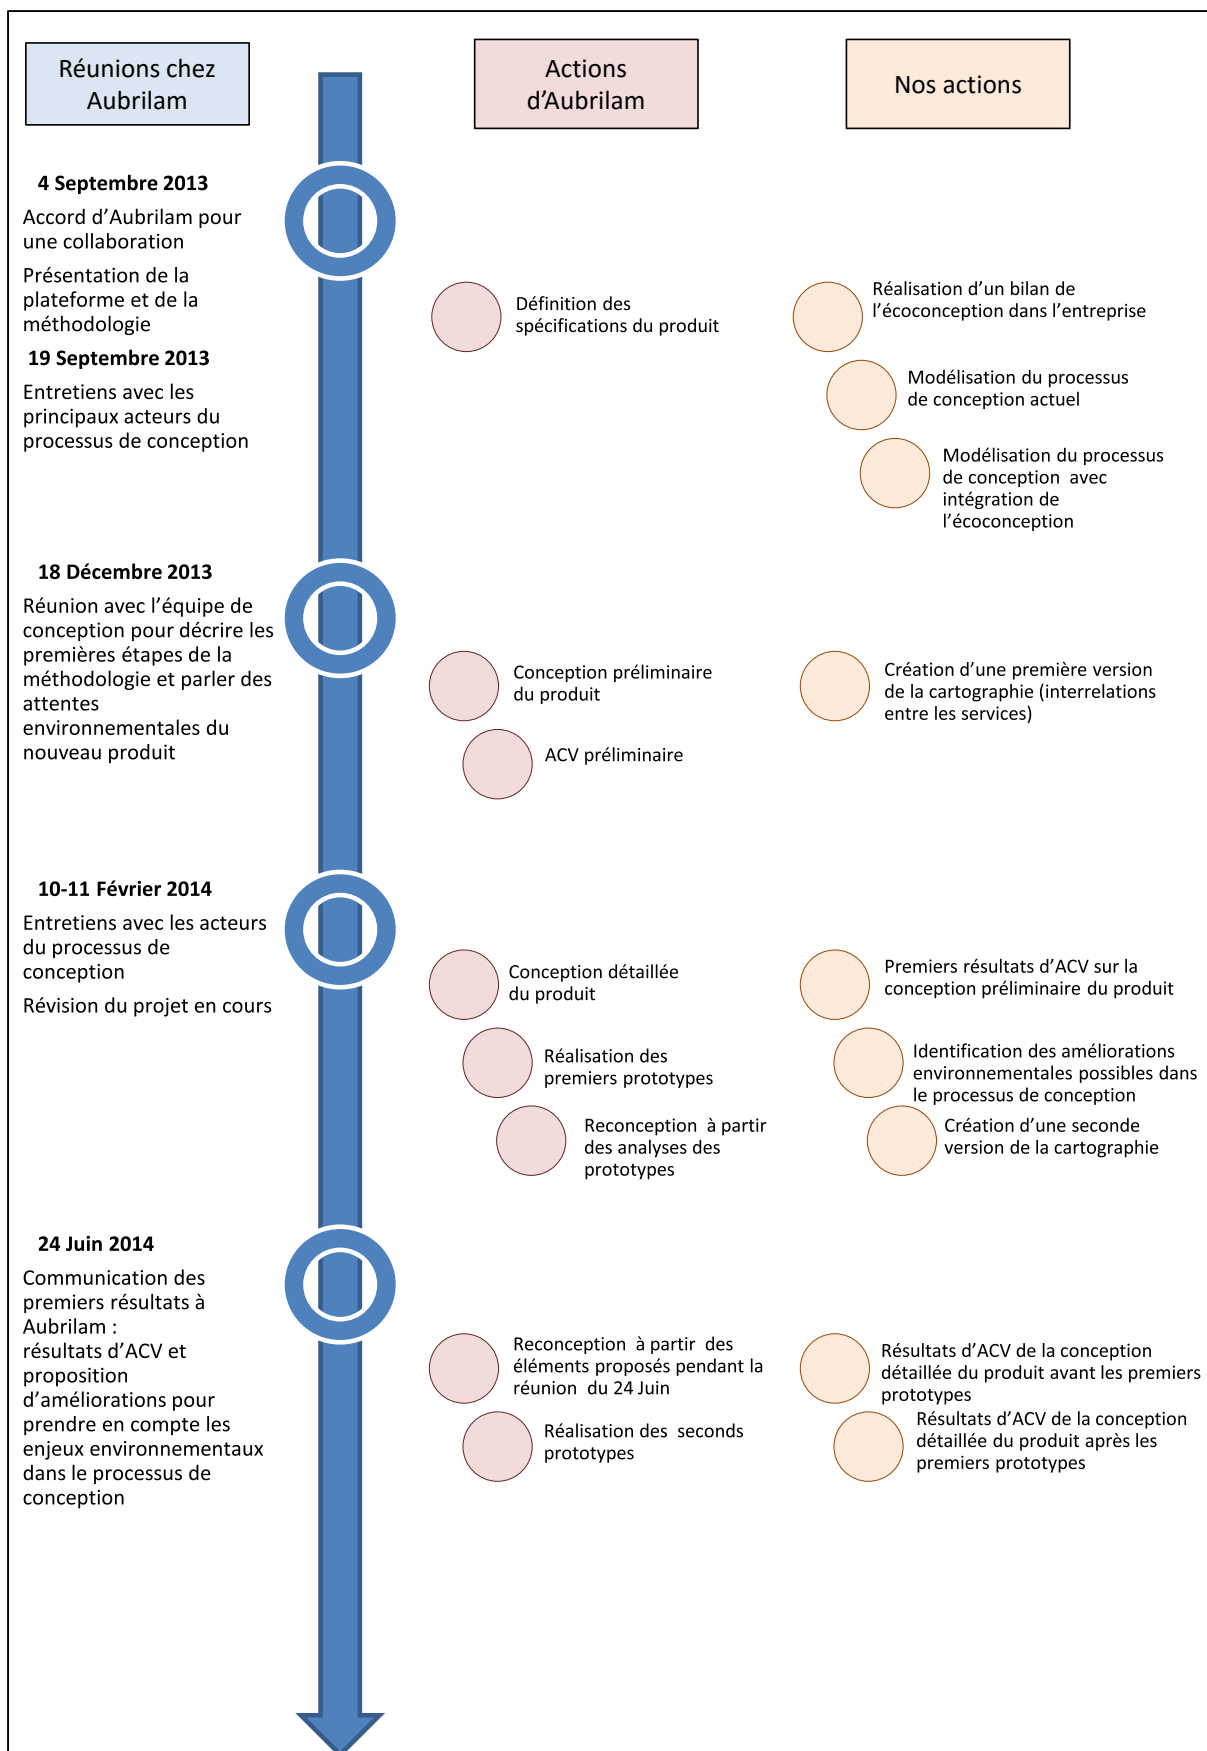 Réunions chez
Aubrilam
Actions
d’Aubrilam
Nos actions
4 Septembre 2013
Accord d’Aubrilam pour
une collaboration
Présentation de la
plateforme et de la
méthodologie
19 Septembre 2013
Entretiens avec les
principaux acteurs du
processus de conception
Définition des
spécifications du produit
Réalisation d’un bilan de
l’écoconception dans l’entreprise
Modélisation du processus
de conception actuel
Modélisation du processus
de conception avec
intégration de
l’écoconception
18 Décembre 2013
Réunion avec l’équipe de
conception pour décrire les
premières étapes de la
méthodologie et parler des
attentes
environnementales du
nouveau produit
Conception préliminaire
du produit
ACV préliminaire
Création d’une première version
de la cartographie (interrelations
entre les services)
10-11 Février 2014
Entretiens avec les acteurs
du processus de
conception
Révision du projet en cours
Conception détaillée
du produit
Réalisation des
premiers prototypes
Reconception à partir
des analyses des
prototypes
Premiers résultats d’ACV sur la
conception préliminaire du produit
Identification des améliorations
environnementales possibles dans
le processus de conception
Création d’une seconde
version de la cartographie
24 Juin 2014
Communication des
premiers résultats à
Aubrilam :
résultats d’ACV et
proposition
d’améliorations pour
prendre en compte les
enjeux environnementaux
dans le processus de
conception
Reconception à partir des
éléments proposés pendant la
réunion du 24 Juin
Réalisation des seconds
prototypes
Résultats d’ACV de la conception
détaillée du produit avant les premiers
prototypes
Résultats d’ACV de la conception
détaillée du produit après les
premiers prototypes